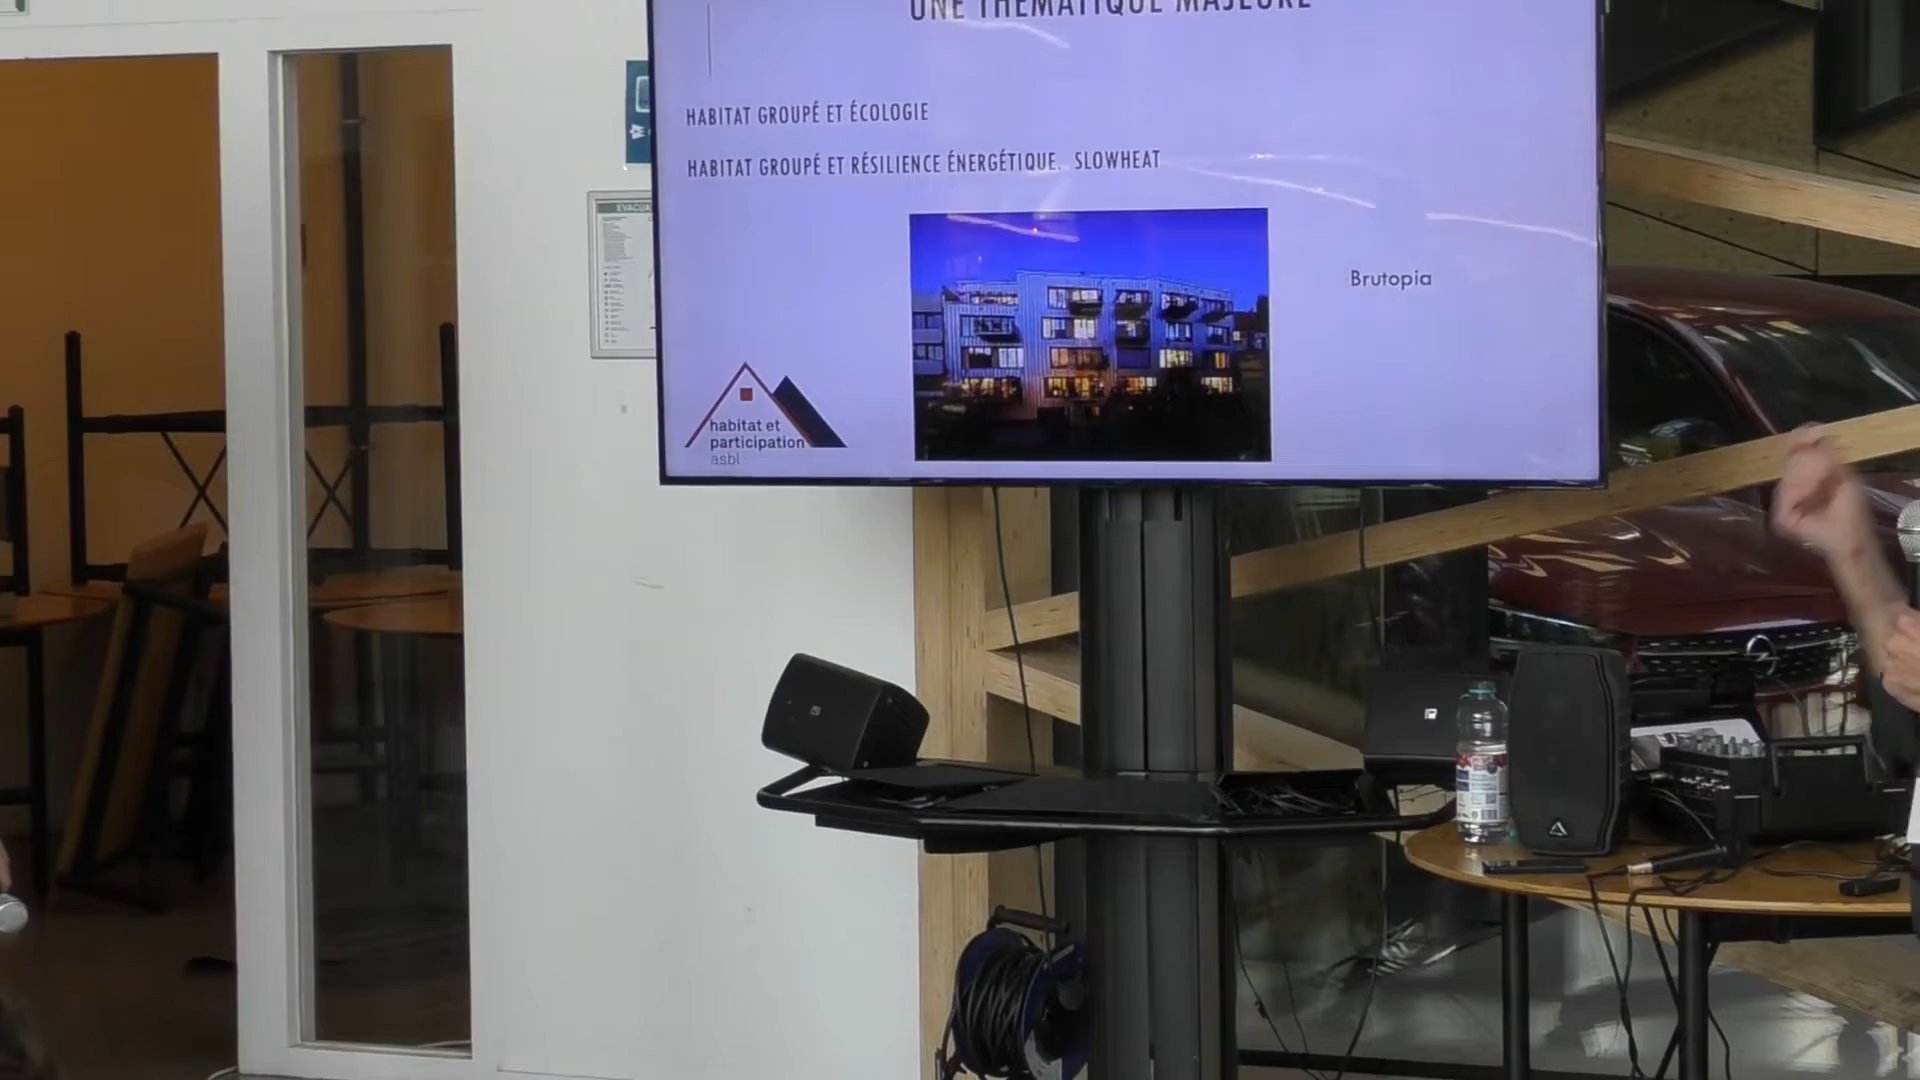 UNE THÉMATIQUE MAJEURE
HABITAT GROUPÉ ET ÉCOLOGIE
HABITAT GROUPÉ ET RÉSILIENCE ÉNERGÉTIQUE. SLOWHEAT
Brutopia
habitat et
participation
asbl